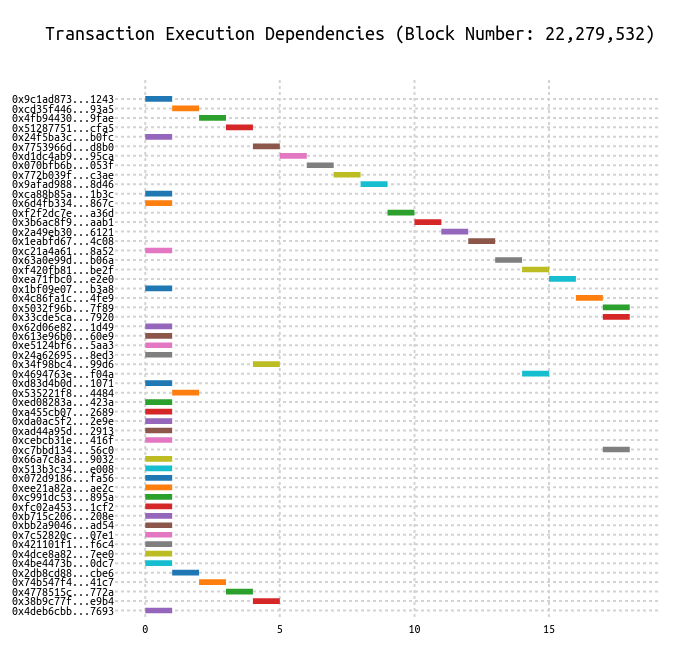 Transaction Execution Dependencies (Block Number: 22,279,532)
0x9c1ad873...1243
0xcd35f446...93a5
0x4fb94430...9fae
0x51287751...cfa5
0x24f5ba3c...b0fc
0x7753966d...d8b0
0xd1dc4ab9...95ca
0x070bfb6b...053f
0x772b039f...c3ae
0x9afad988...8d46
0xca88b85a...1b3c
0x6d4fb334...867c
0xf2f2dc7e...a36d
0x3b6ac8f9...aab1
0x2a49eb30...6121
0x1eabfd67...4c08
0xc21a4a61...8a52
0x63a0e99d...b06a
0xf420fb81...be2f
0xea71fbc0...e2e0
0x1bf09e07...b3a8
0x4c86fa1c...4fe9
0x5032f96b...7f89
0x33cde5ca...7920
0x62d06e82...1d49
0x613e96b0...60e9
0xe5124bf6...5aa3
0x24a62695...8ed3
0x34f98bc4...99d6
0x4694763e...f04a
0xd83d4b0d...1071
0x535221f8...4484
0xed08283a...423a
0xa455cb07...2689
0xda0ac5f2...2e9e
0xad44a95d...2913
0xcebcb31e...416f
0xc7bbd134...56c0
0x66a7c8a3...9032
0x513b3c34...e008
0x072d9186...fa56
0xee21a82a...ae2c
0xc991dc53...895a
0xfc02a453...1cf2
0xb715c206...208e
0xbb2a9046...ad54
0x7c52820c...07e1
0x421101f1...f6c4
0x4dce8a82...7ee0
0x4be4473b...0dc7
0x2db8cd88...cbe6
0x74b547f4...41c7
0x4778515c...772a
0x38b9c77f...e9b4
0x4deb6cbb...7693
0 5 10 15